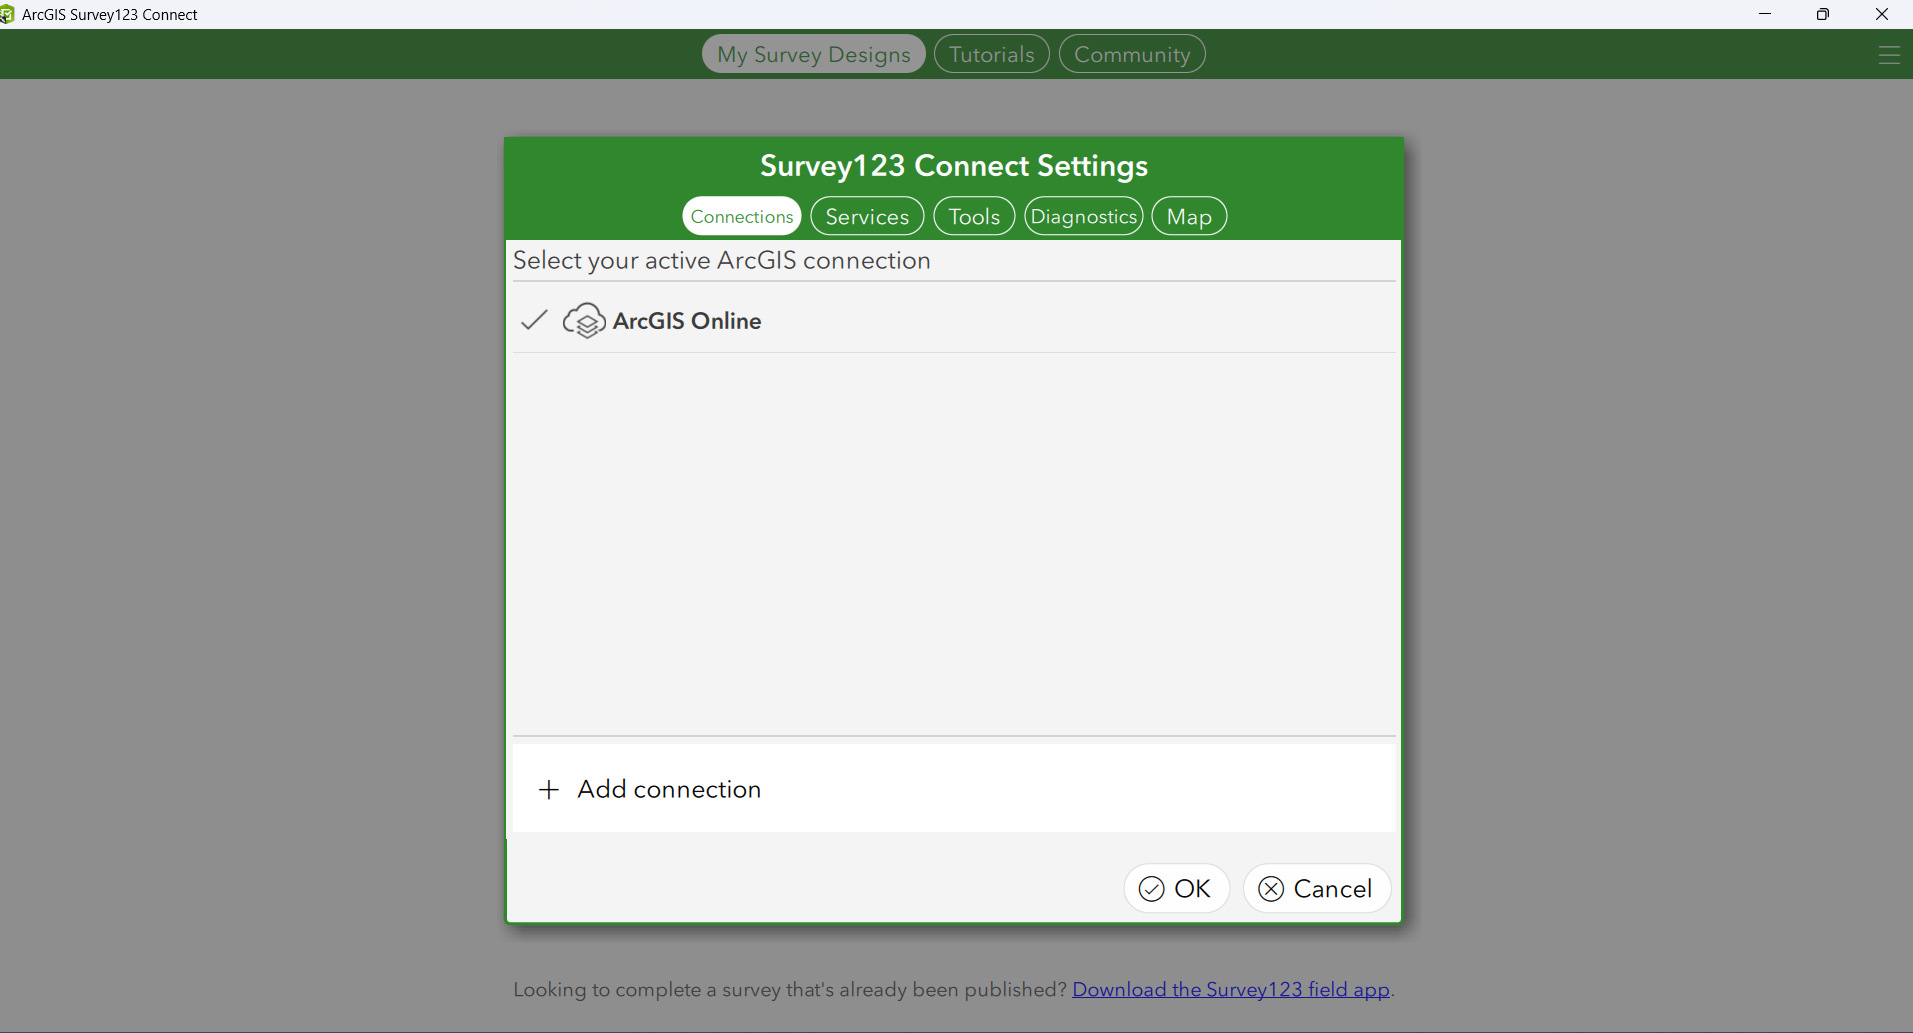 ArcGIS Survey123 Connect
My Survey Designs Tutorials Community
Survey123 Connect Settings
Connections Services Tools Diagnostics Map
Select your active ArcGIS connection
ArcGIS Online
+ Add connection
OK Cancel
Looking to complete a survey that's already been published? Download the Survey123 field app.